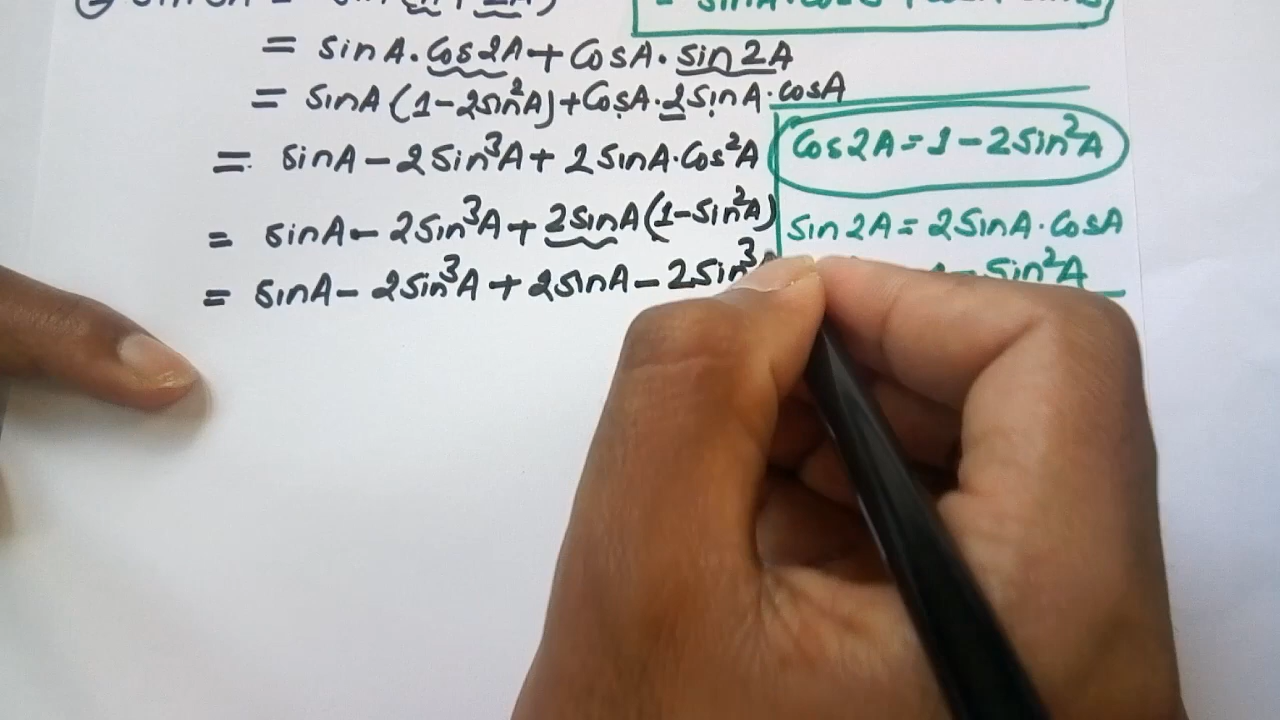 = sinA.Cos2A+CosA.sin2A
= sinA(1-2sin²A)+CosA.2sinA.cosA
= sinA-2sin³A+2sinA.Cos²A
= sinA-2sin³A+2sinA(1-sin²A)
= sinA-2sin³A+2sinA-2sin³
Cos2A=1-2sin²A
sin2A=2sinA.cosA
sin²A